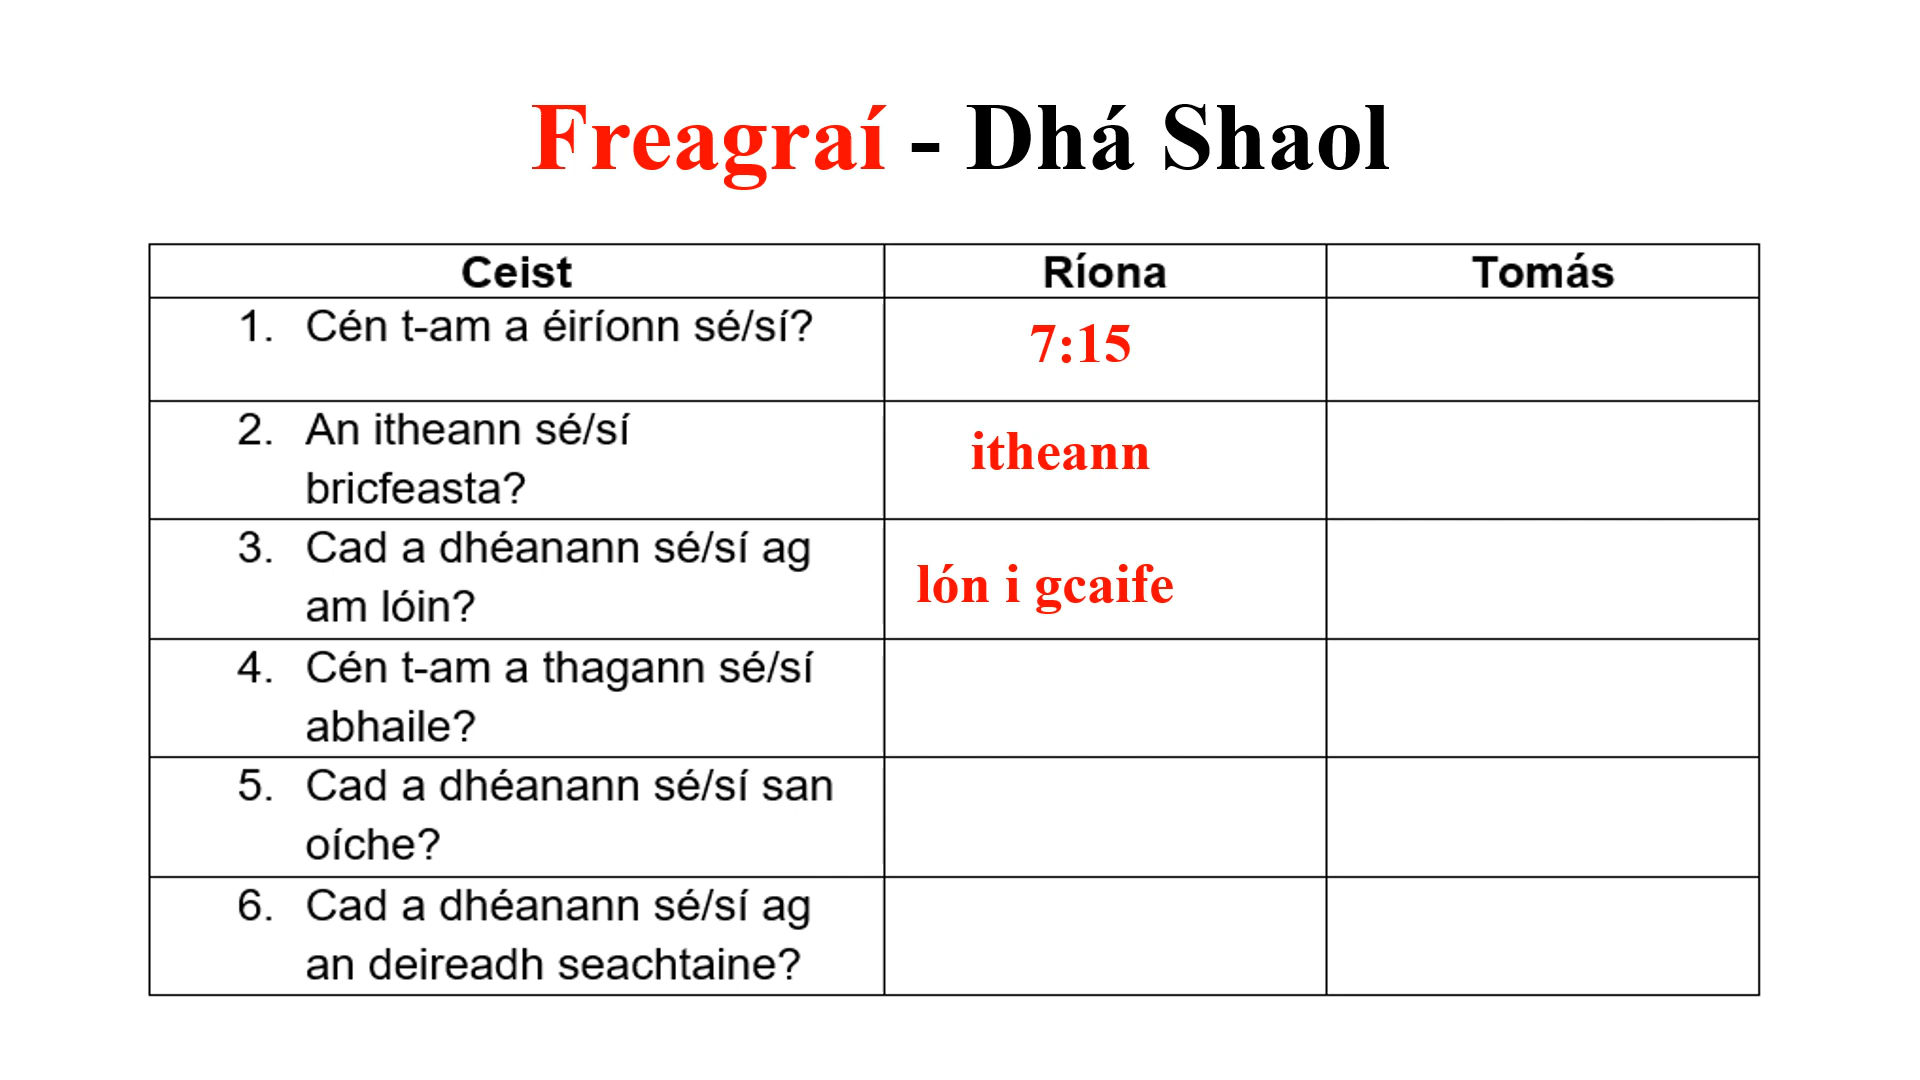 Freagraí - Dhá Shaol
Ceist Ríona Tomás
1. Cén t-am a éiríonn sé/sí?
7:15
2. An itheann sé/sí
bricfeasta?
itheann
3. Cad a dhéanann sé/sí ag
am lóin?
lón i gcaife
4. Cén t-am a thagann sé/sí
abhaile?
5. Cad a dhéanann sé/sí san
oíche?
6. Cad a dhéanann sé/sí ag
an deireadh seachtaine?